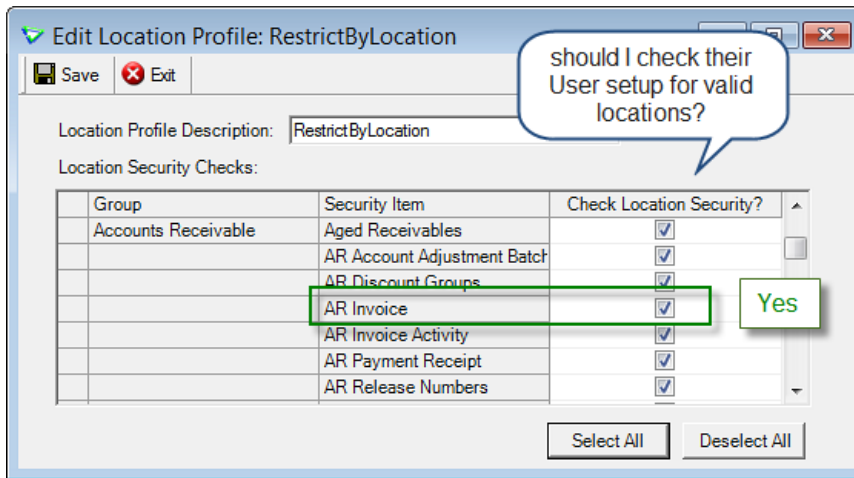 Edit Location Profile: RestrictByLocation
Save Exit
should I check their
User setup for valid
locations?
Location Profile Description: RestrictByLocation
Location Security Checks:
Group Security Item Check Location Security?
Accounts Receivable Aged Receivables
AR Account Adjustment Batch
AR Discount Groups
AR Invoice
Yes
AR Invoice Activity
AR Payment Receipt
AR Release Numbers
Select All Deselect All